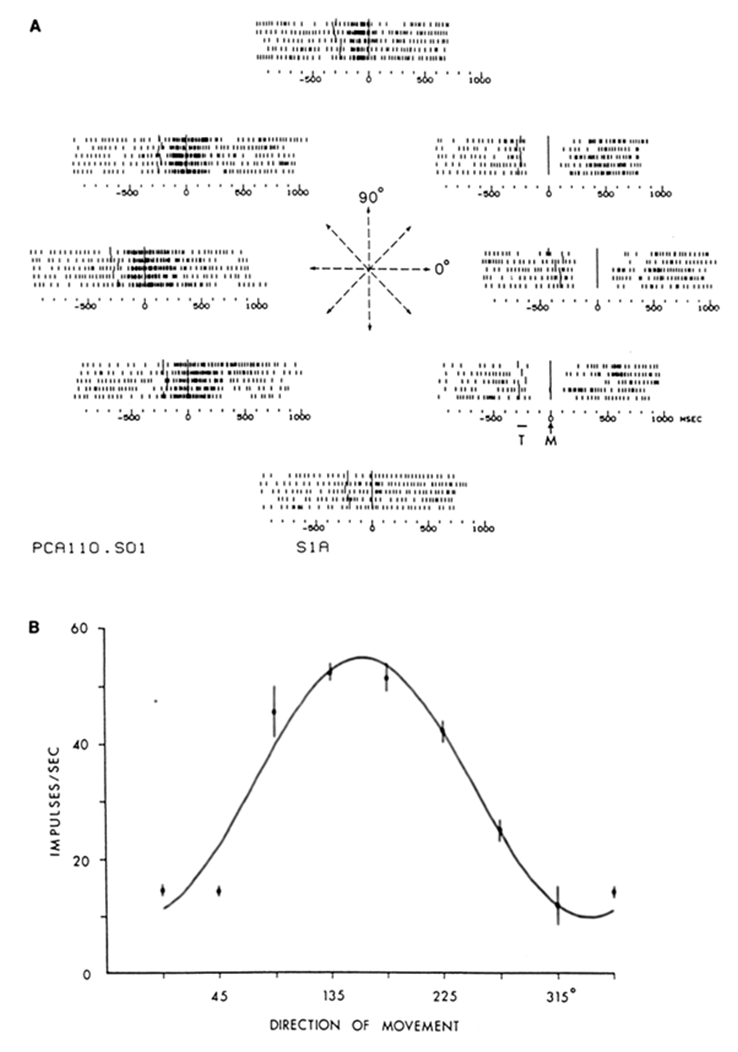 A
-500 0 500 1000
-500 0 500 1000
-500 0 500 1000
90°
0°
-500 0 500 1000
-500 0 500 1000
-500 0 500 1000
-500 0 500 1000 MSEC
T M
-500 0 500 1000
PCA110.S01 S1A
B
60
40
20
0
IMPULSES/SEC
45 135 225 315°
DIRECTION OF MOVEMENT